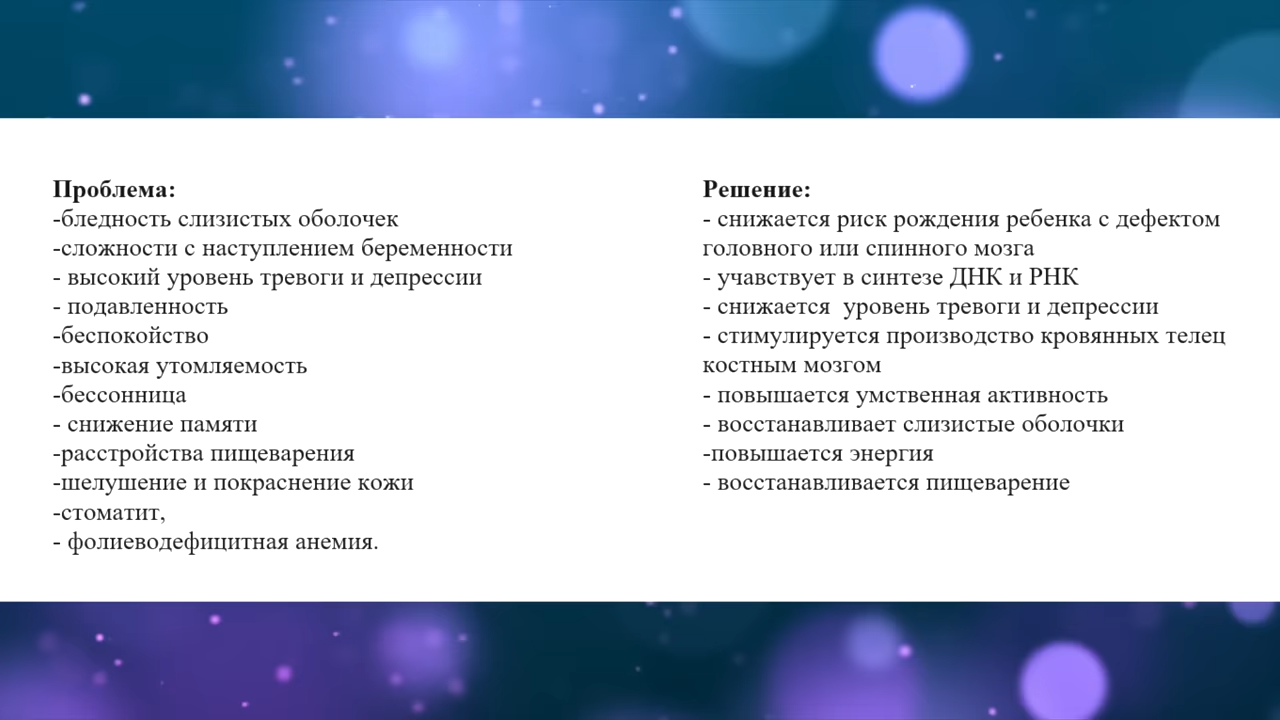 Проблема:
-бледность слизистых оболочек
-сложности с наступлением беременности
- высокий уровень тревоги и депрессии
- подавленность
-беспокойство
-высокая утомляемость
-бессонница
- снижение памяти
-расстройства пищеварения
-шелушение и покраснение кожи
-стоматит,
- фолиеводефицитная анемия.
Решение:
- снижается риск рождения ребенка с дефектом
головного или спинного мозга
- учавствует в синтезе ДНК и РНК
- снижается  уровень тревоги и депрессии
- стимулируется производство кровянных телец
костным мозгом
- повышается умственная активность
- восстанавливает слизистые оболочки
-повышается энергия
- восстанавливается пищеварение